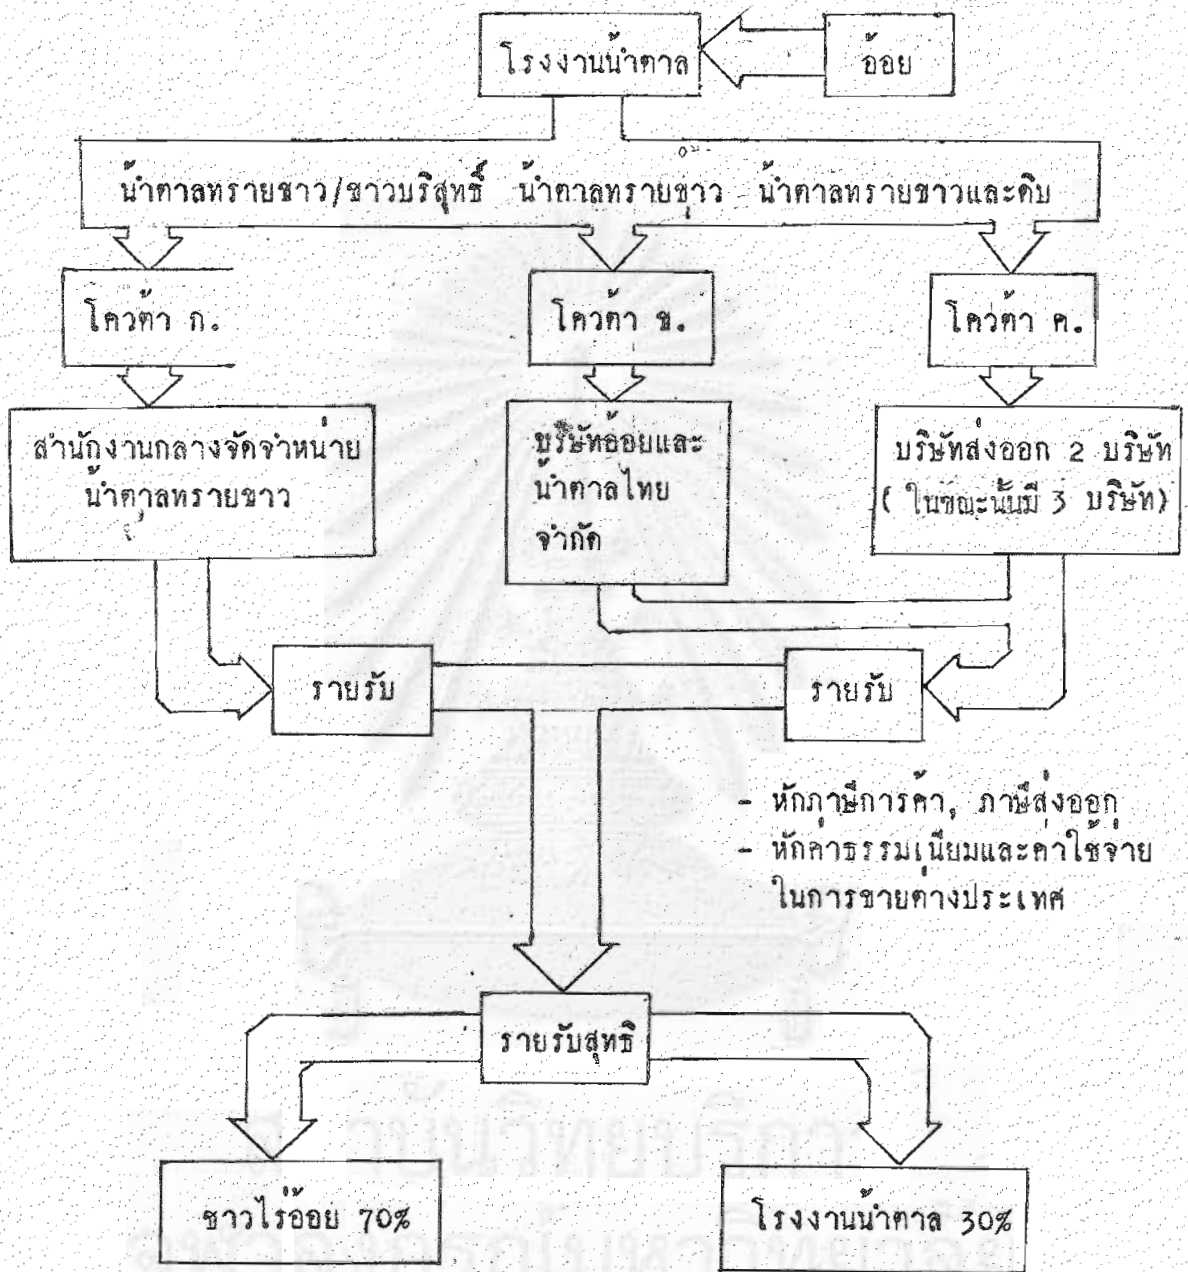 โรงงานน้ำตาล
อ้อย
น้ำตาลทรายขาว/ขาวบริสุทธิ์ น้ำตาลทรายขาว น้ำตาลทรายขาวและดิบ
โควต้า ก.
โควต้า ข.
โควต้า ค.
สำนักงานกลางจัดจำหน่าย
น้ำตาลทรายขาว
บริษัทอ้อยและ
น้ำตาลไทย
จำกัด
บริษัทส่งออก 2 บริษัท
( ในขณะนั้นมี 3 บริษัท)
รายรับ
รายรับ
- หักภาษีการค้า, ภาษีส่งออก
- หักค่าธรรมเนียมและค่าใช้จ่าย
ในการขายต่างประเทศ
รายรับสุทธิ
ชาวไร่อ้อย 70%
โรงงานน้ำตาล 30%